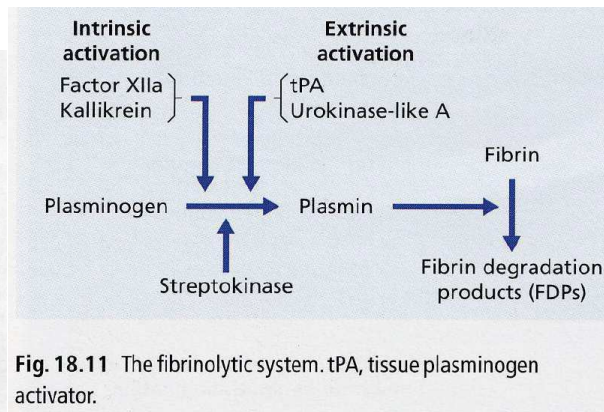 Intrinsic
activation
Extrinsic
activation
Factor XIIa
Kallikrein
tPA
Urokinase-like A
Fibrin
Plasminogen
Plasmin
Streptokinase
Fibrin degradation
products (FDPs)
Fig. 18.11 The fibrinolytic system. tPA, tissue plasminogen
activator.